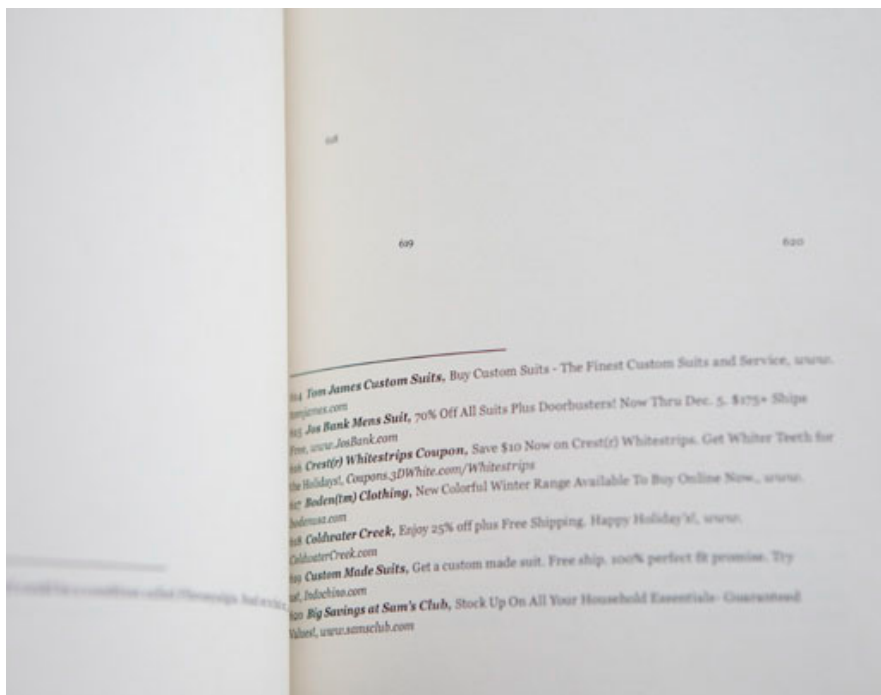 618
619 620
614 Tom James Custom Suits, Buy Custom Suits - The Finest Custom Suits and Service, www.
tomjames.com
615 Jos Bank Mens Suit, 70% Off All Suits Plus Doorbusters! Now Thru Dec. 5. $175+ Ships
Free, www.JosBank.com
616 Crest(r) Whitestrips Coupon, Save $10 Now on Crest(r) Whitestrips. Get Whiter Teeth for
the Holidays!, Coupons.3DWhite.com/Whitestrips
617 Boden(tm) Clothing, New Colorful Winter Range Available To Buy Online Now., www.
bodenusa.com
618 Coldwater Creek, Enjoy 25% off plus Free Shipping. Happy Holiday's!, www.
ColdwaterCreek.com
619 Custom Made Suits, Get a custom made suit. Free ship. 100% perfect fit promise. Try
us!, Indochino.com
620 Big Savings at Sam's Club, Stock Up On All Your Household Essentials- Guaranteed
Values!, www.samsclub.com